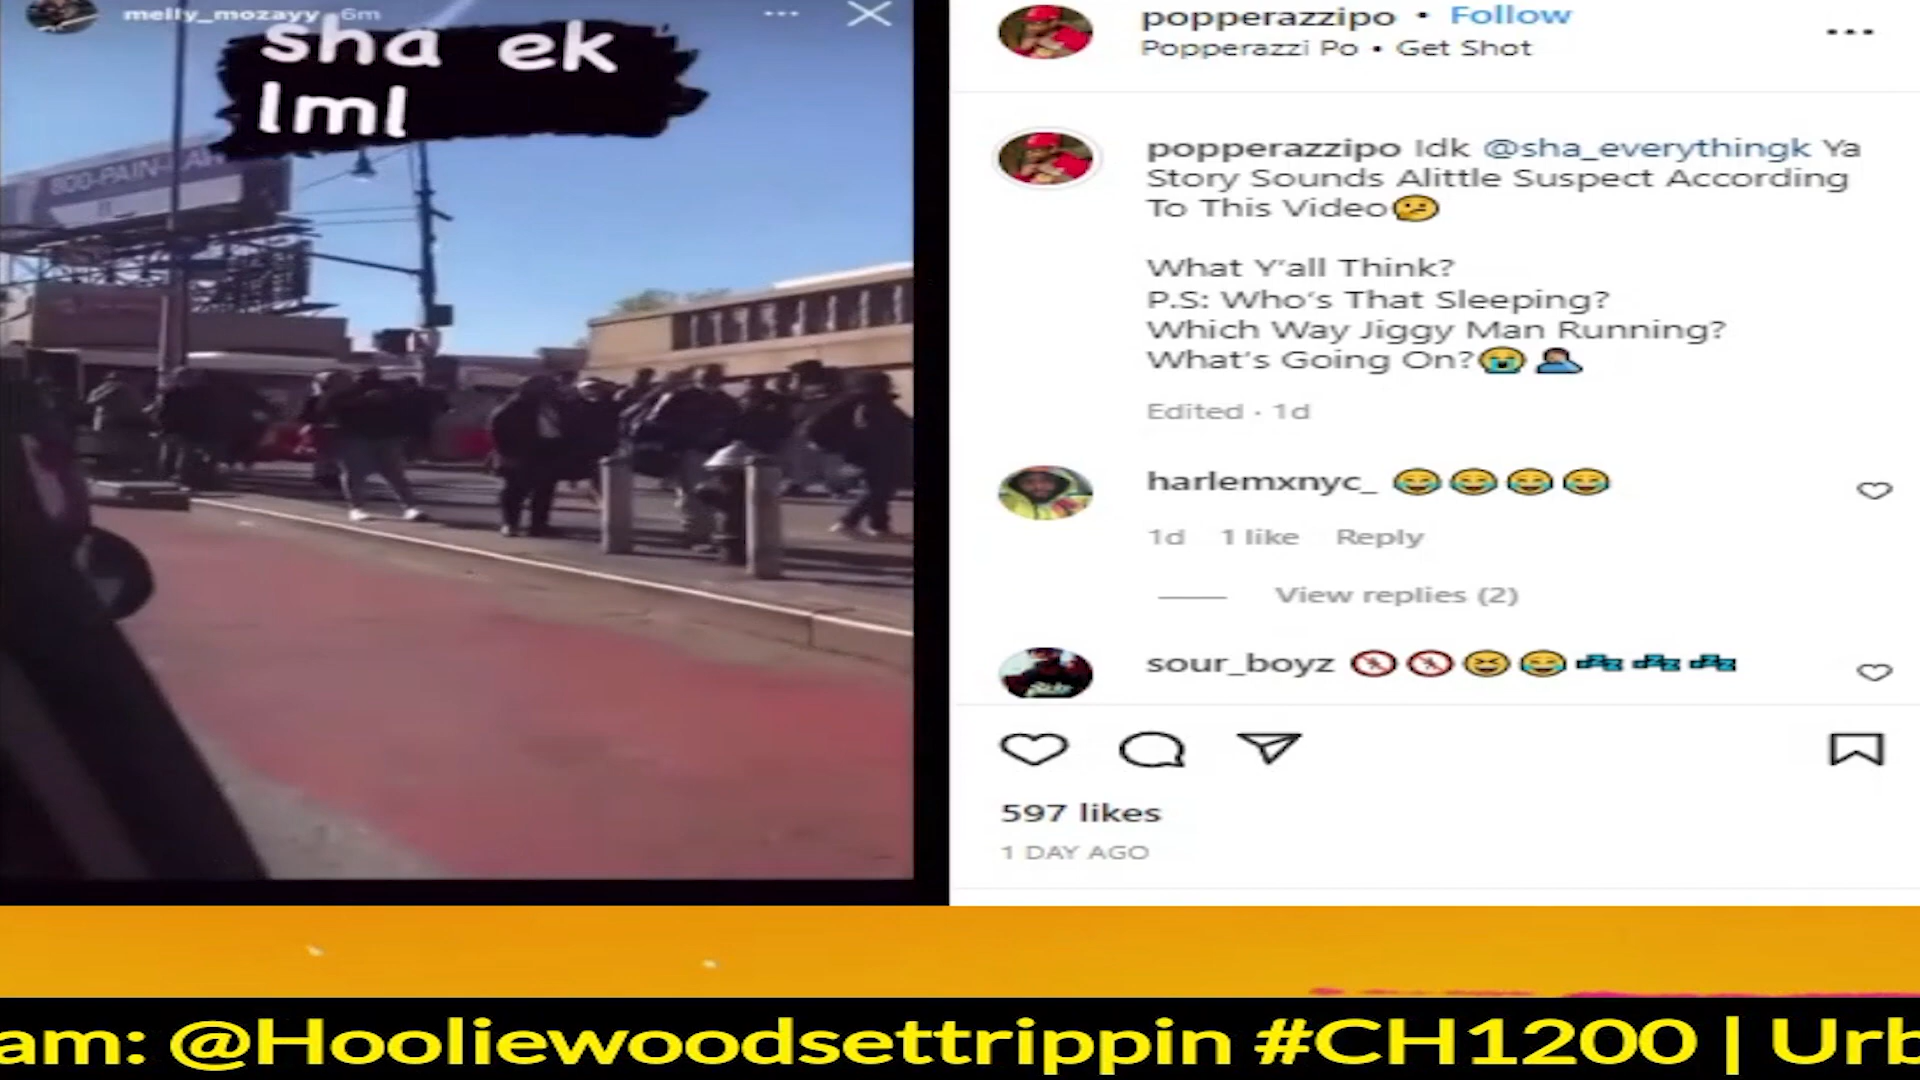 melly_mozayy 6m
sha ek
lml
800-PAIN-LAW
popperazzipo • Follow
Popperazzi Po • Get Shot
popperazzipo Idk @sha_everythingk Ya
Story Sounds Alittle Suspect According
To This Video🫤
What Y'all Think?
P.S: Who's That Sleeping?
Which Way Jiggy Man Running?
What's Going On?😭🤦🏽‍♂️
Edited · 1d
harlemxnyc_ 😂😂😂😂
1d 1 like Reply
View replies (2)
sour_boyz 🚷🚷😆😂💤💤💤
597 likes
1 DAY AGO
am: @Hooliewoodsettrippin #CH1200 | Urb